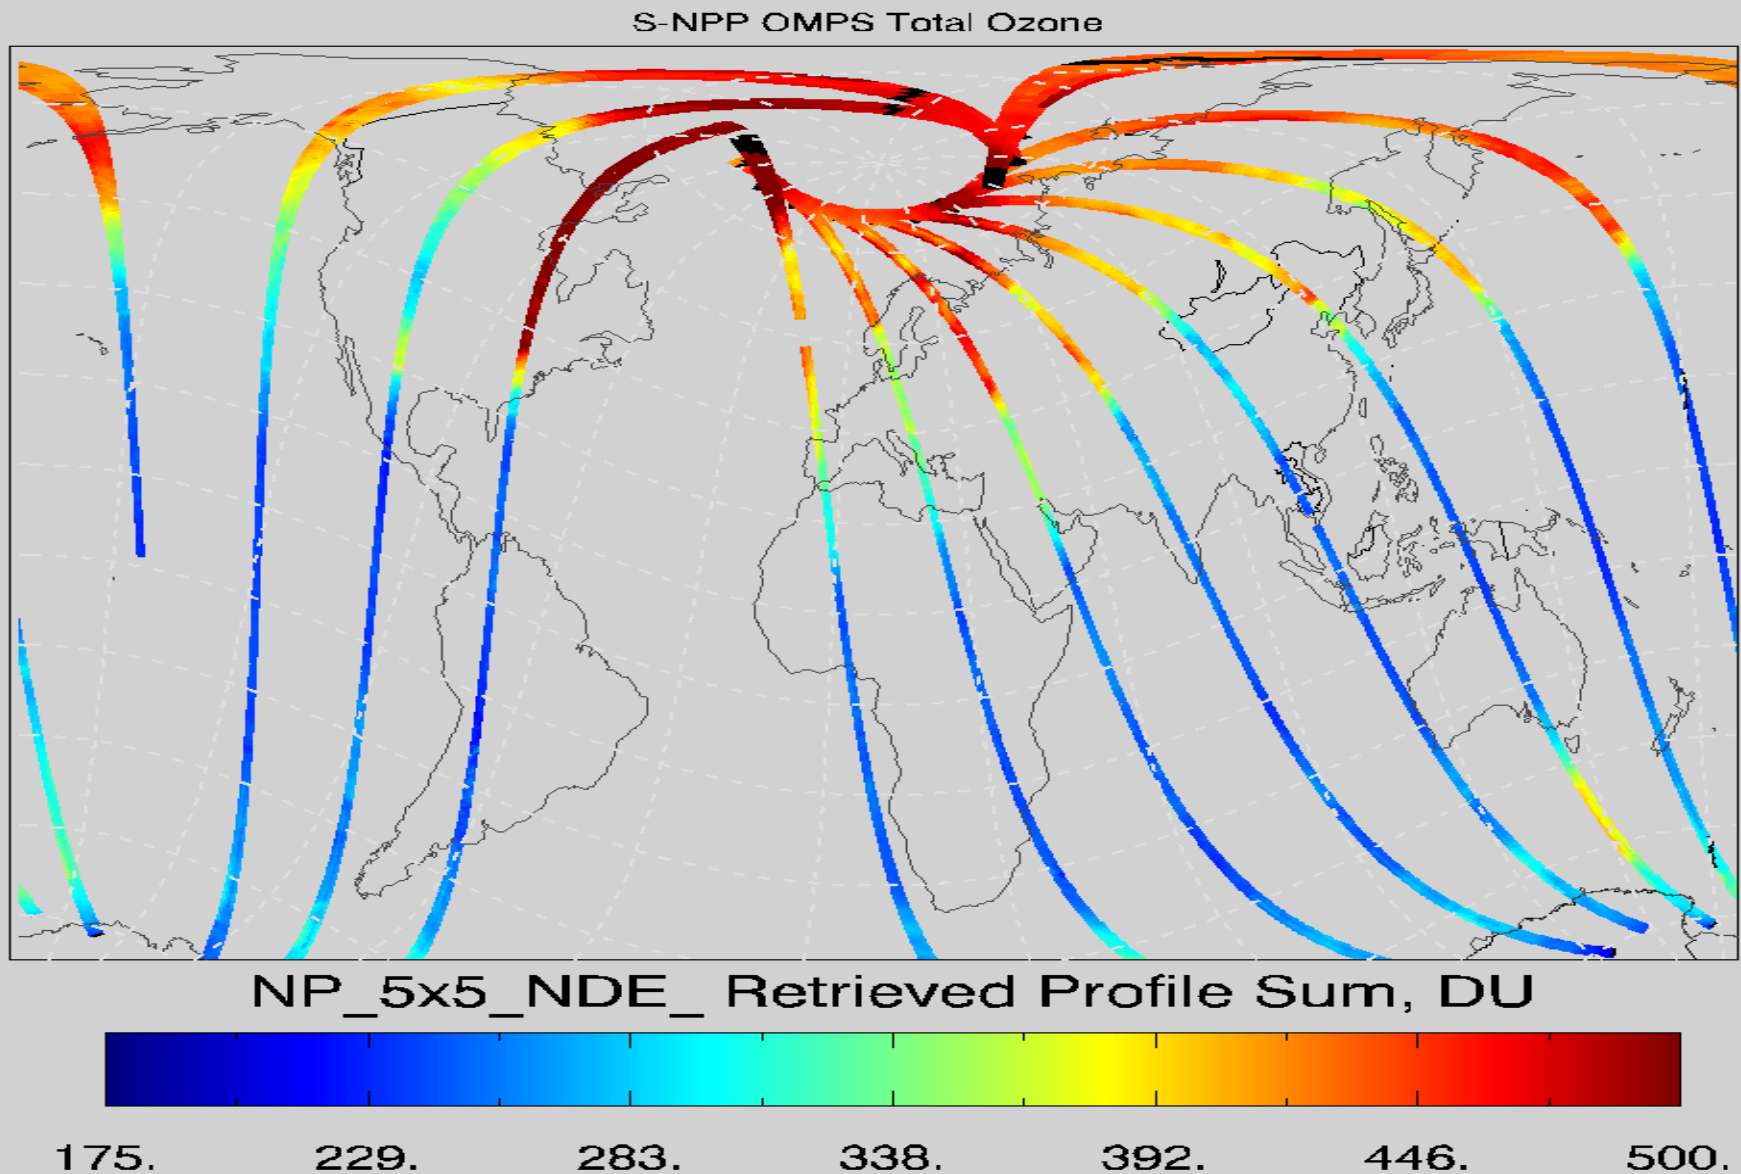 S-NPP OMPS Total Ozone
NP_5x5_NDE_ Retrieved Profile Sum, DU
175. 229. 283. 338. 392. 446. 500.